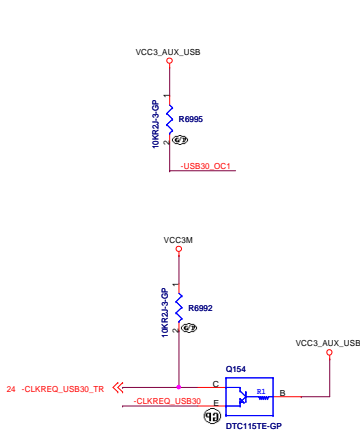 VCC3_AUX_USB
1
10KR2J-3-GP
R6995
2
-USB30_OC1
VCC3M
1
10KR2J-3-GP
R6992
2
VCC3_AUX_USB
Q154
24 -CLKREQ_USB30_TR
C
R1
B
-CLKREQ_USB30
E
DTC115TE-GP